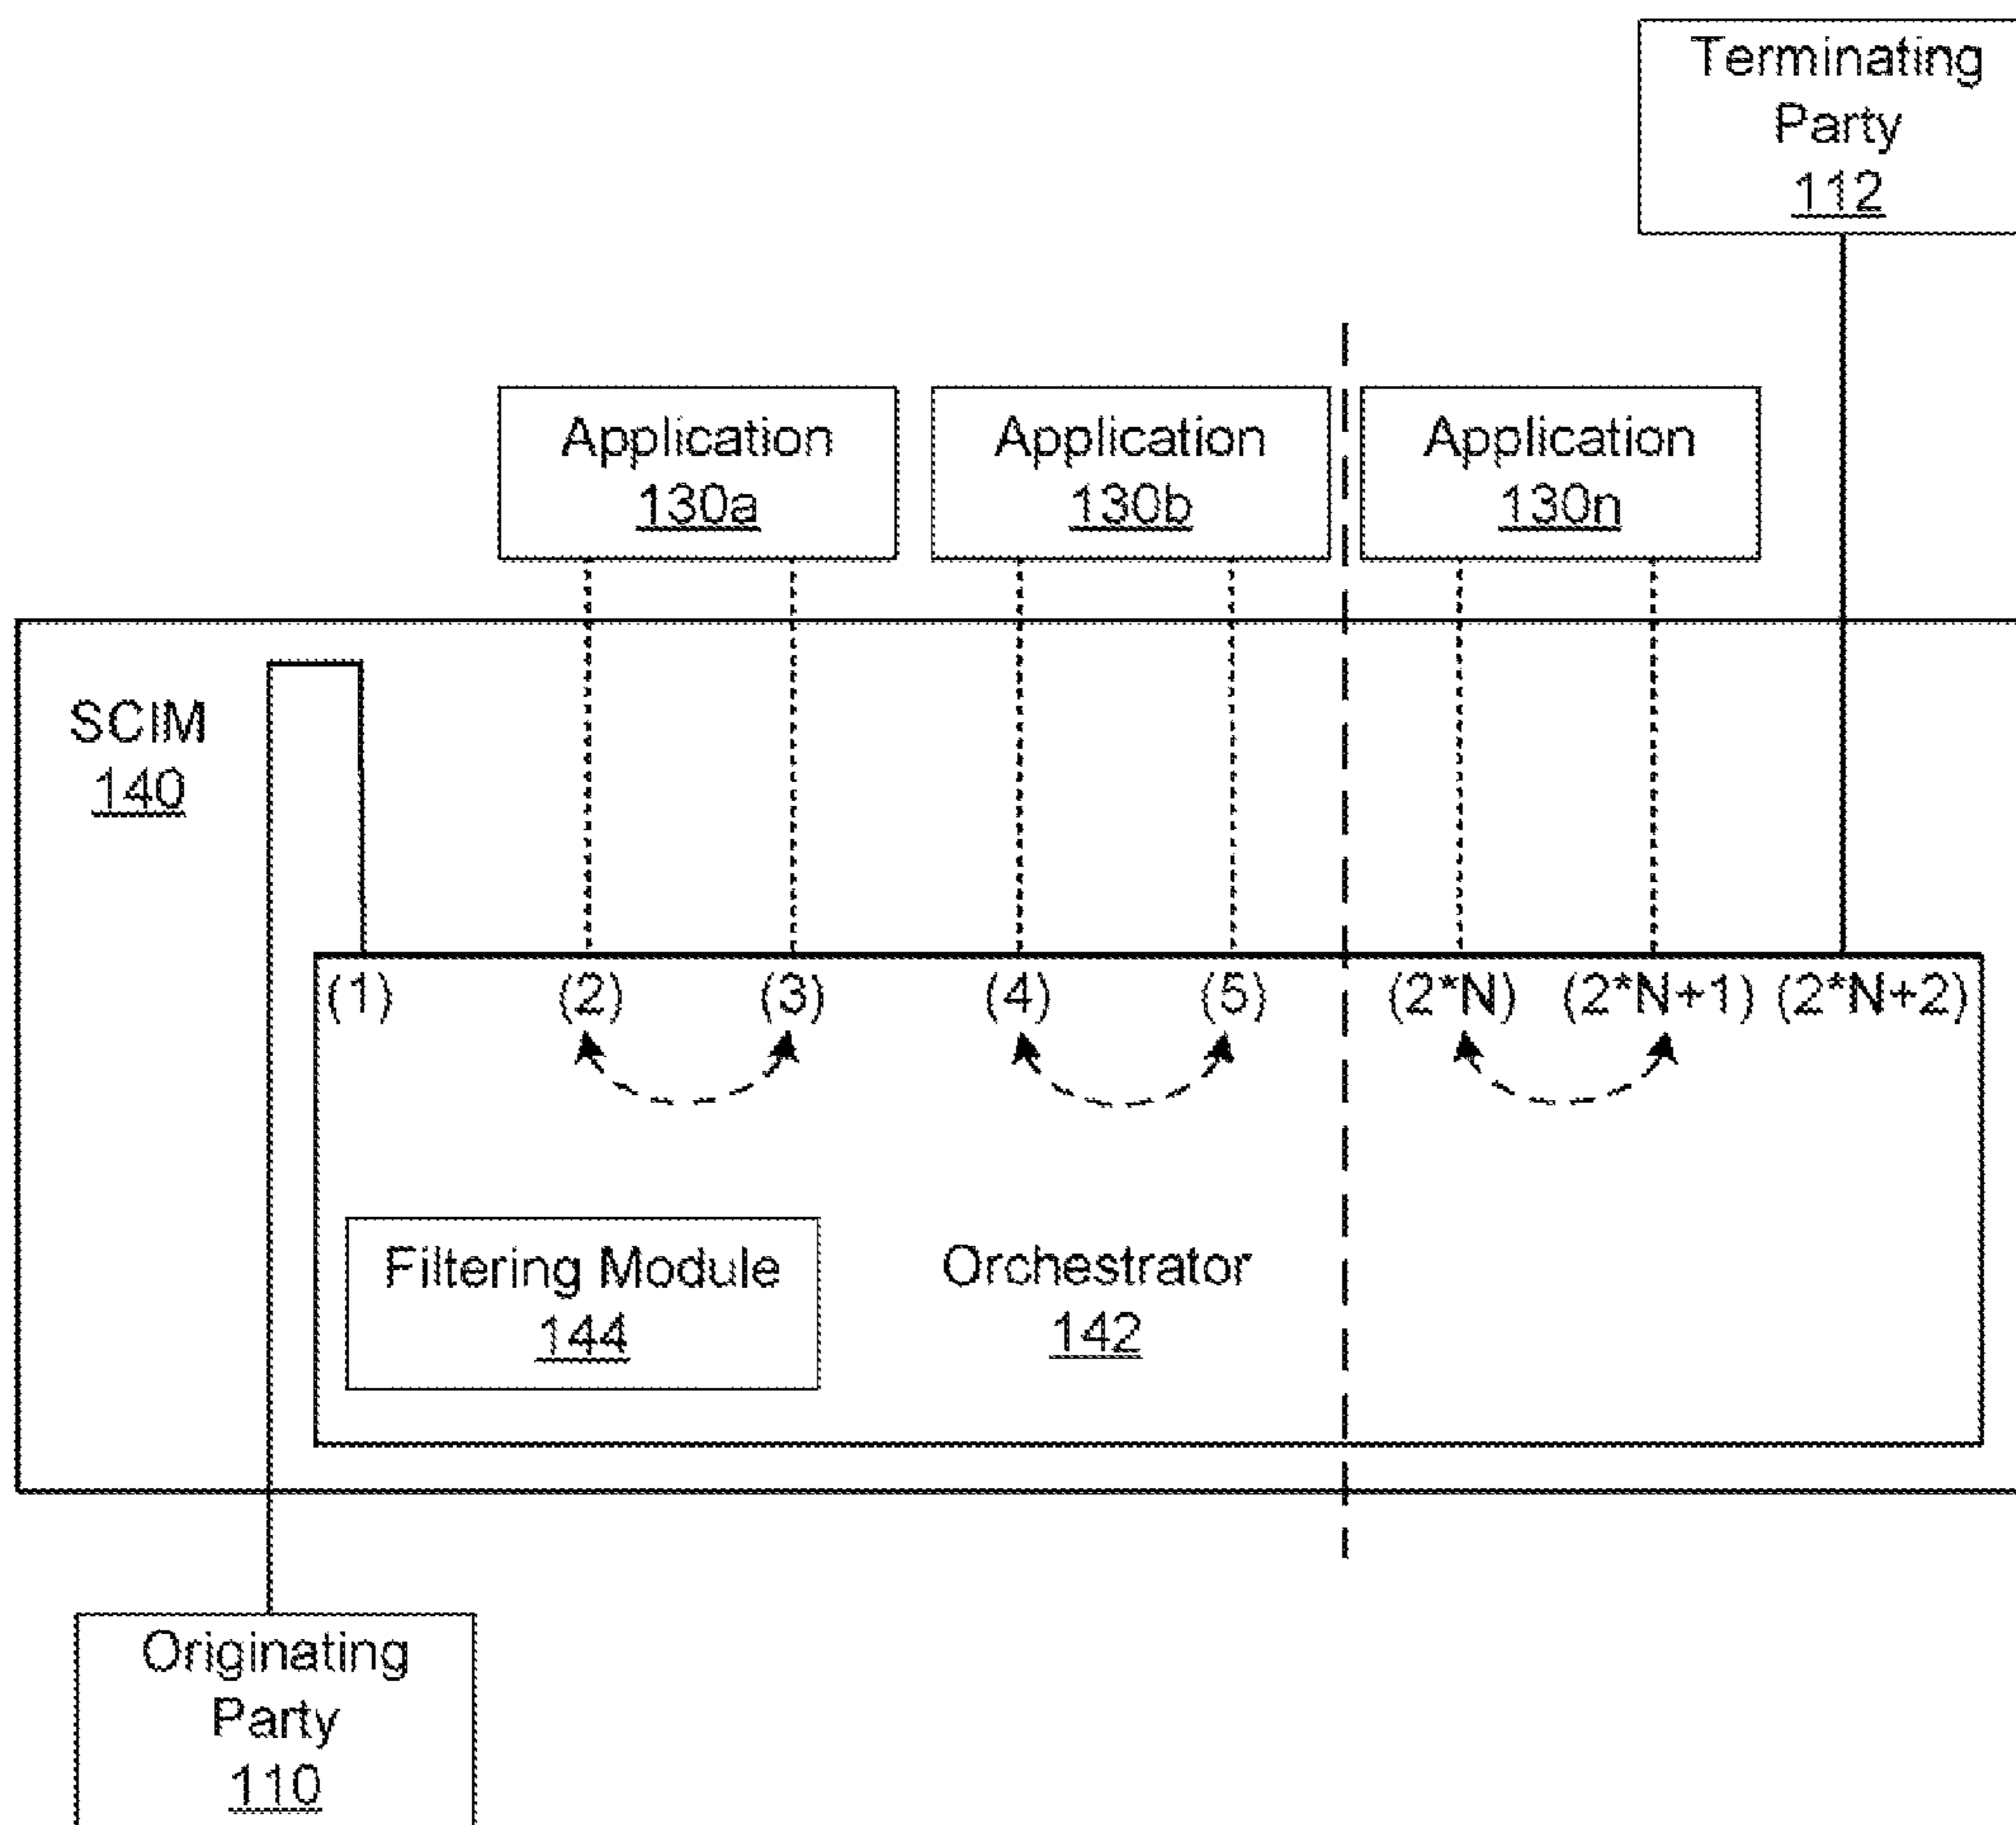 Terminating
Party
112
Application
130a
Application
130b
Application
130n
SCIM
140
(1) (2) (3) (4) (5) (2*N) (2*N+1) (2*N+2)
Filtering Module
144
Orchestrator
142
Originating
Party
110